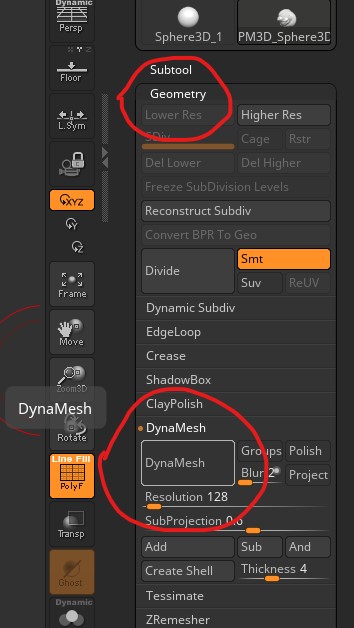 Dynamic
Persp
Floor
L.Sym
XYZ
Y
Z
Frame
Move
Zoom3D
DynaMesh
Rotate
Line Fill
PolyF
Transp
Ghost
Dynamic
Sphere3D_1 PM3D_Sphere3D
Subtool
Geometry
Lower Res Higher Res
SDiv Cage Rstr
Del Lower Del Higher
Freeze SubDivision Levels
Reconstruct Subdiv
Convert BPR To Geo
Divide Smt
Suv ReUV
Dynamic Subdiv
EdgeLoop
Crease
ShadowBox
ClayPolish
DynaMesh
DynaMesh Groups Polish
Blur 2 Project
Resolution 128
SubProjection 0.6
Add Sub And
Create Shell Thickness 4
Tessimate
ZRemesher